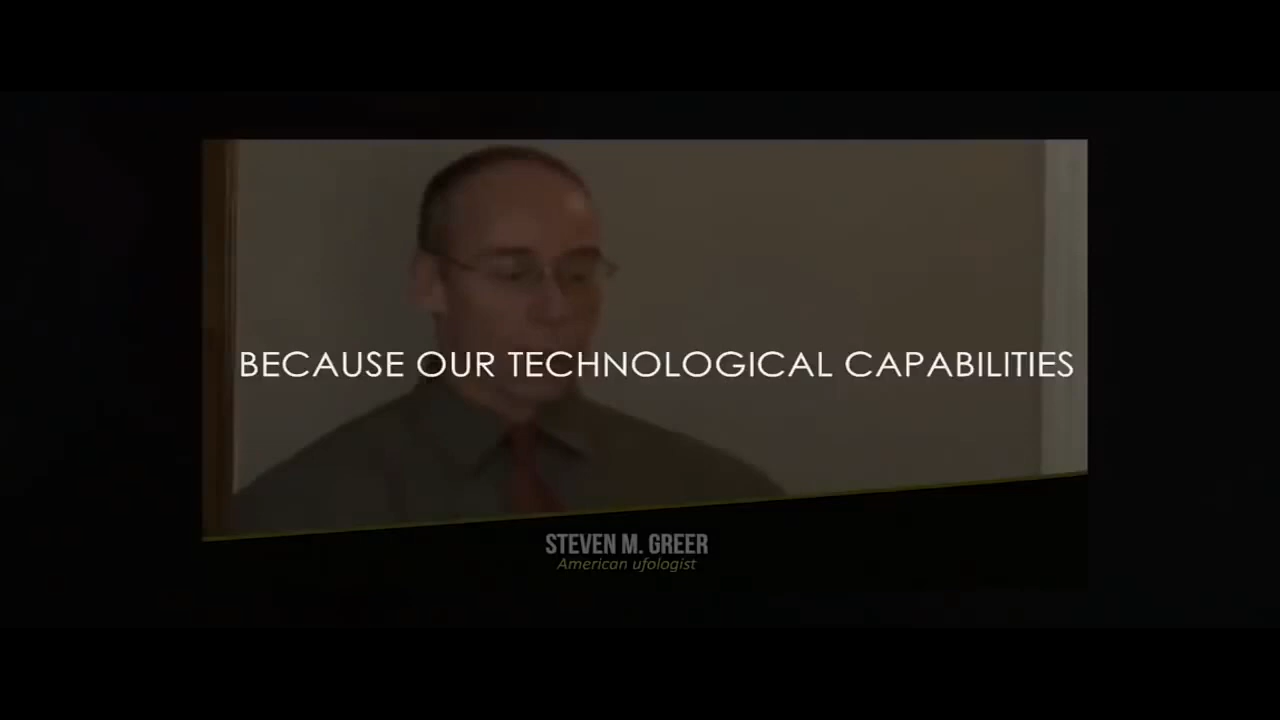 BECAUSE OUR TECHNOLOGICAL CAPABILITIES
STEVEN M. GREER
American ufologist